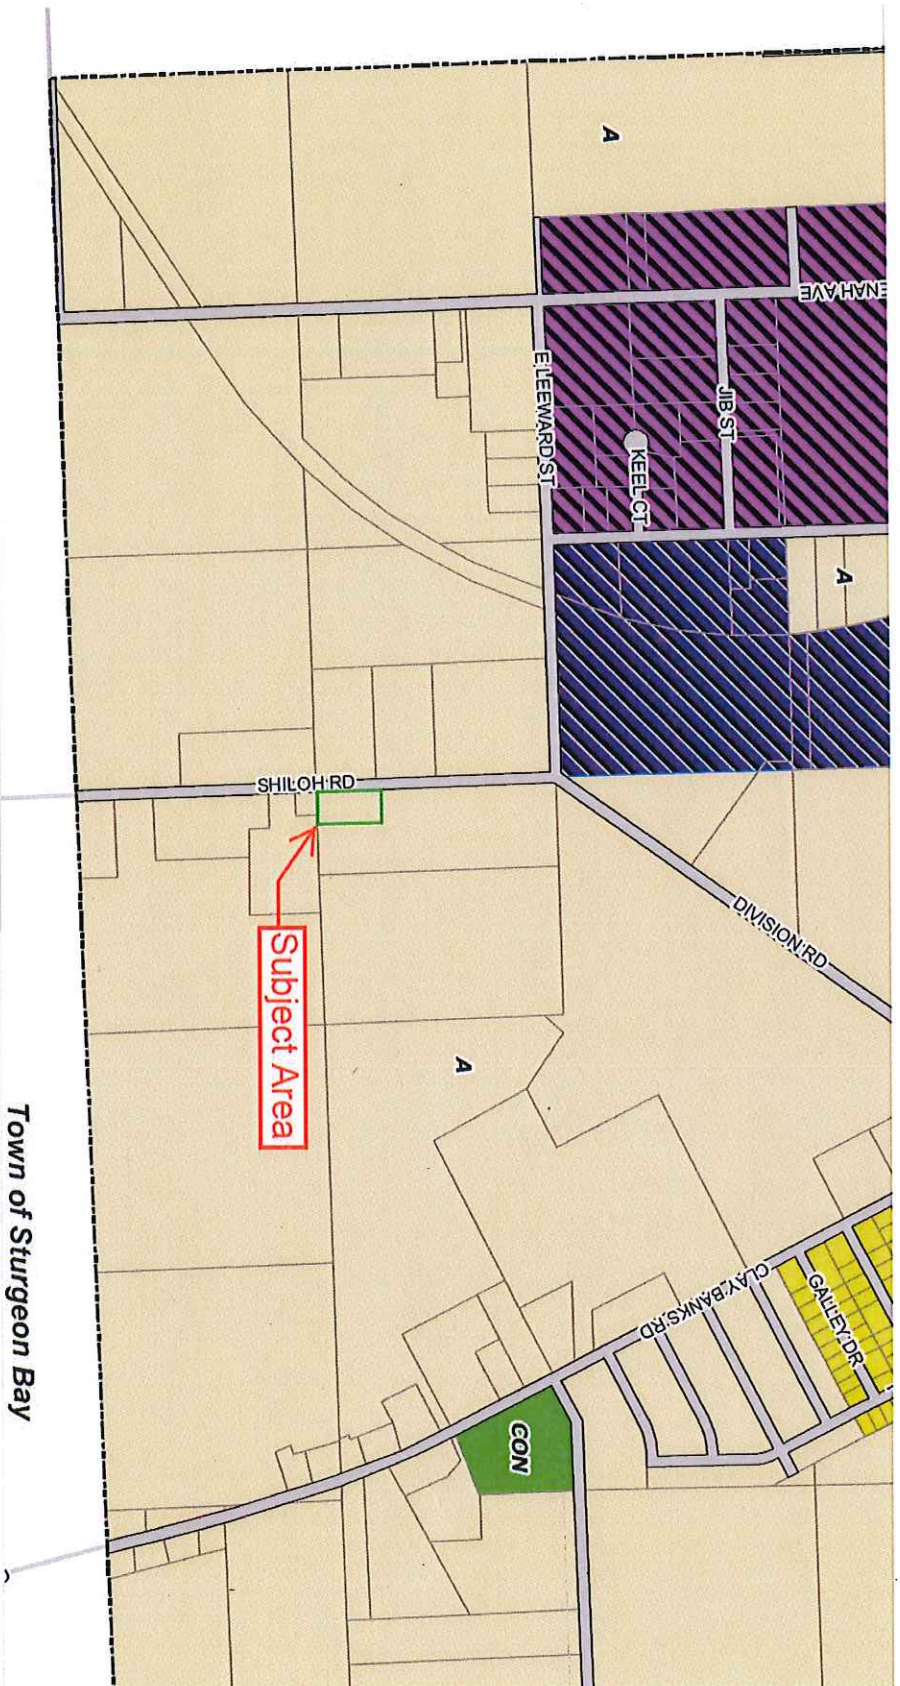 A
ENAH AVE
E LEEWARD ST
JIB ST
KEEL CT
A
SHILOH RD
DIVISION RD
Subject Area
A
CLAY BANKS RD
GALLEY DR
CON
Town of Sturgeon Bay